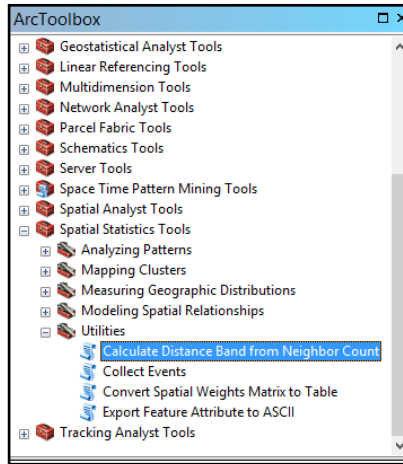 ArcToolbox
Geostatistical Analyst Tools
Linear Referencing Tools
Multidimension Tools
Network Analyst Tools
Parcel Fabric Tools
Schematics Tools
Server Tools
Space Time Pattern Mining Tools
Spatial Analyst Tools
Spatial Statistics Tools
Analyzing Patterns
Mapping Clusters
Measuring Geographic Distributions
Modeling Spatial Relationships
Utilities
Calculate Distance Band from Neighbor Count
Collect Events
Convert Spatial Weights Matrix to Table
Export Feature Attribute to ASCII
Tracking Analyst Tools